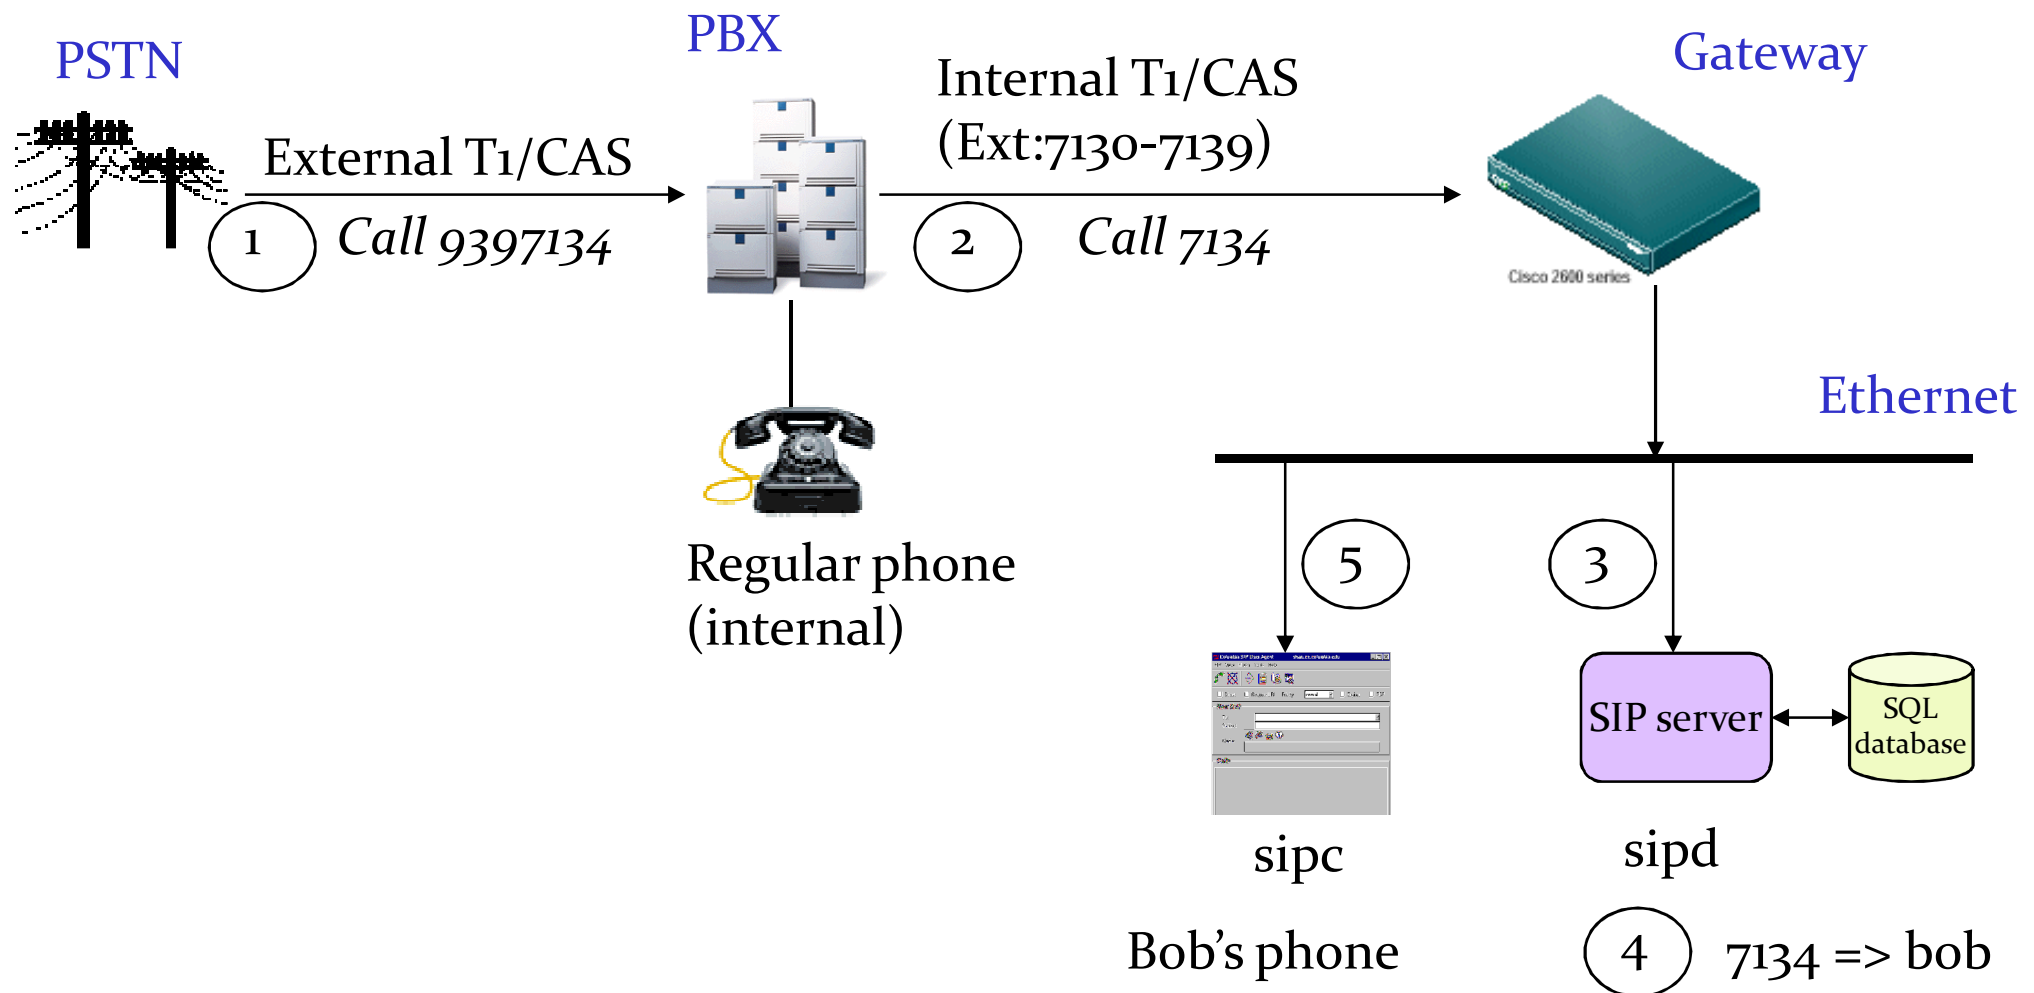 PSTN
PBX
Gateway
External T1/CAS
Internal T1/CAS
(Ext:7130-7139)
1
Call 9397134
2
Call 7134
Cisco 2600 series
Ethernet
Regular phone
(internal)
5
3
SIP server
SQL
database
sipc
sipd
Bob’s phone
4
7134 => bob